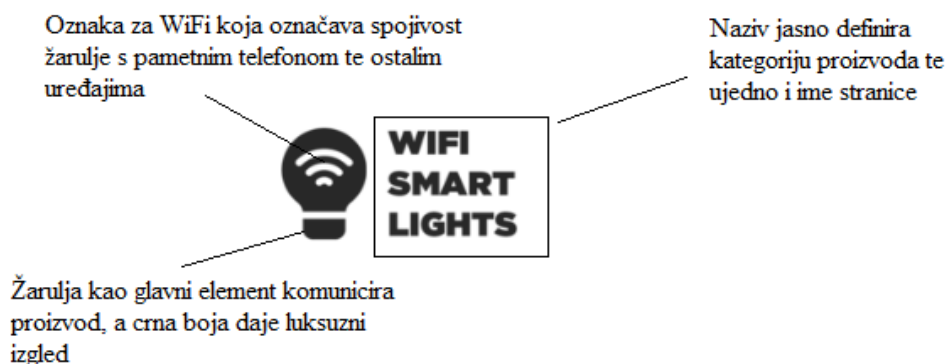 Oznaka za WiFi koja označava spojivost
žarulje s pametnim telefonom te ostalim
uređajima
Naziv jasno definira
kategoriju proizvoda te
ujedno i ime stranice
WIFI
SMART
LIGHTS
Žarulja kao glavni element komunicira
proizvod, a crna boja daje luksuzni
izgled